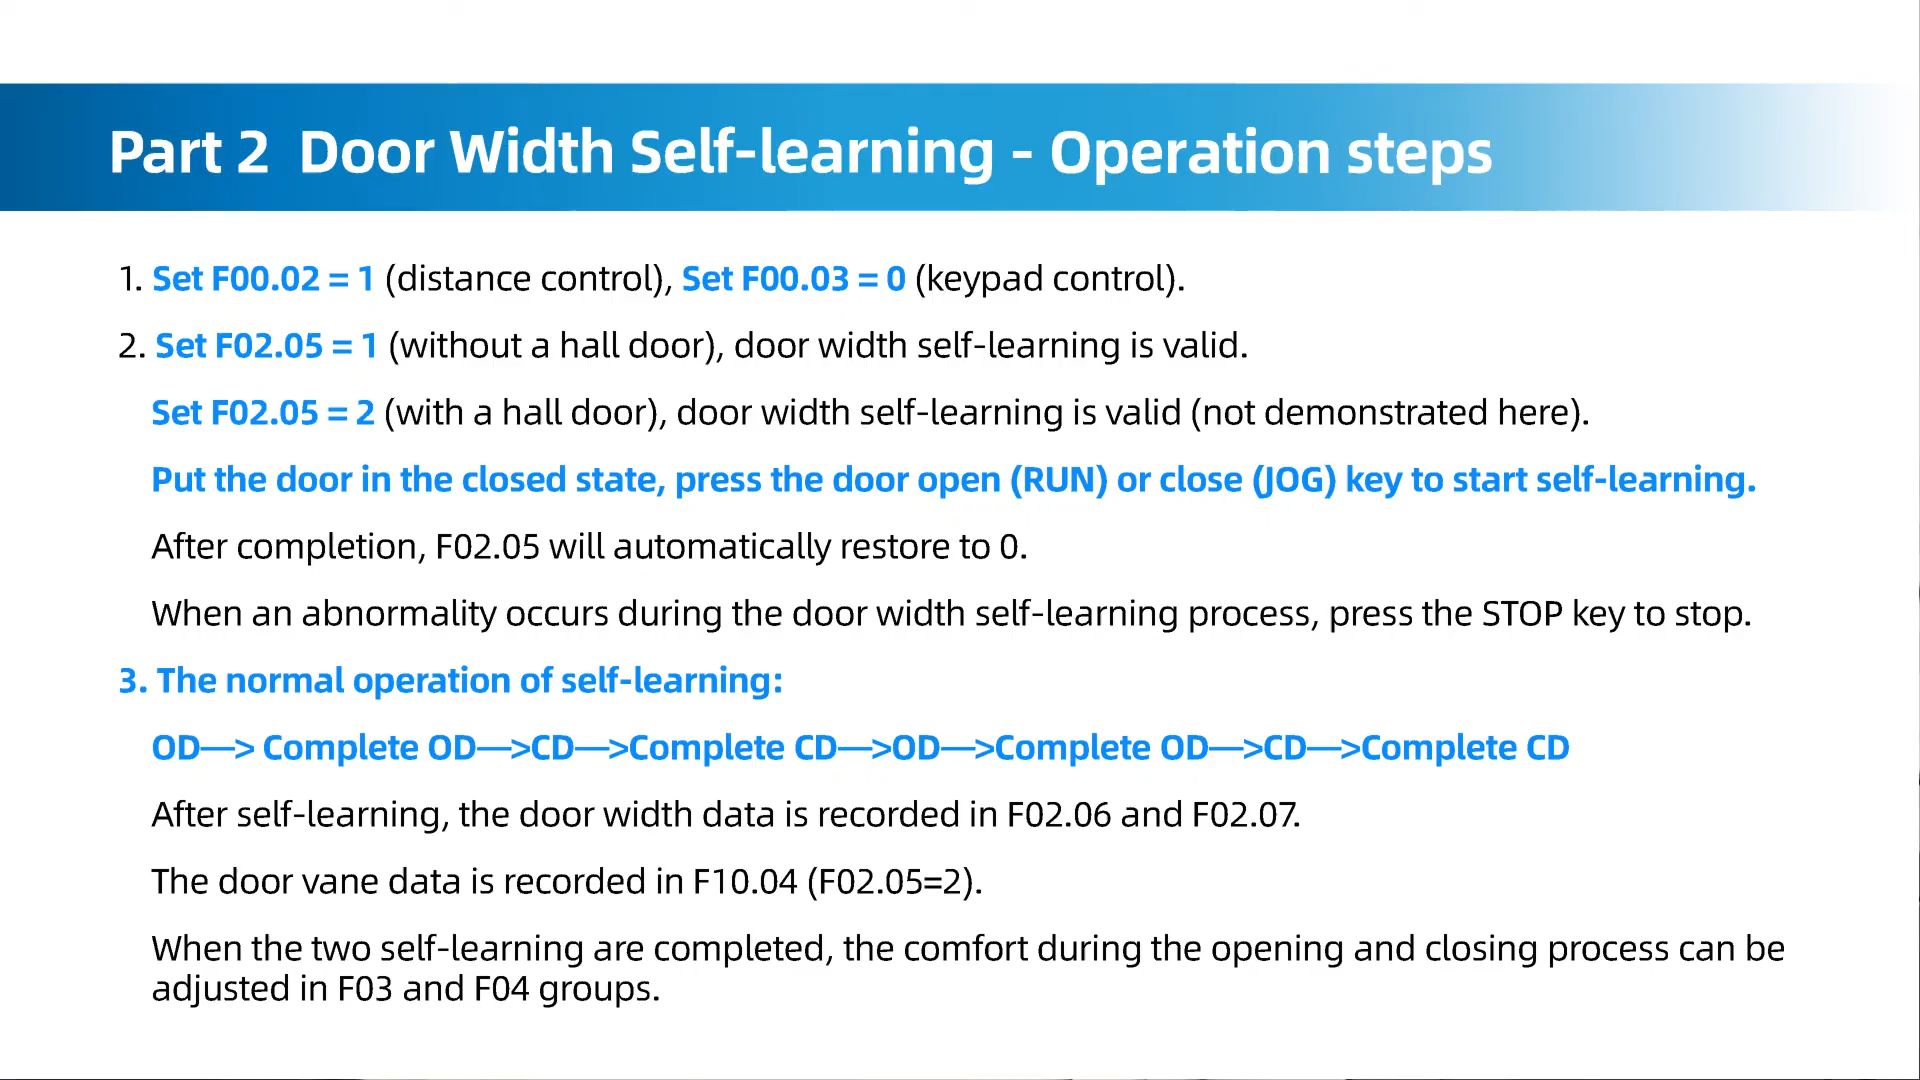 Part 2  Door Width Self-learning - Operation steps
1. Set F00.02 = 1 (distance control), Set F00.03 = 0 (keypad control).
2. Set F02.05 = 1 (without a hall door), door width self-learning is valid.
Set F02.05 = 2 (with a hall door), door width self-learning is valid (not demonstrated here).
Put the door in the closed state, press the door open (RUN) or close (JOG) key to start self-learning.
After completion, F02.05 will automatically restore to 0.
When an abnormality occurs during the door width self-learning process, press the STOP key to stop.
3. The normal operation of self-learning:
OD—> Complete OD—>CD—>Complete CD—>OD—>Complete OD—>CD—>Complete CD
After self-learning, the door width data is recorded in F02.06 and F02.07.
The door vane data is recorded in F10.04 (F02.05=2).
When the two self-learning are completed, the comfort during the opening and closing process can be
adjusted in F03 and F04 groups.